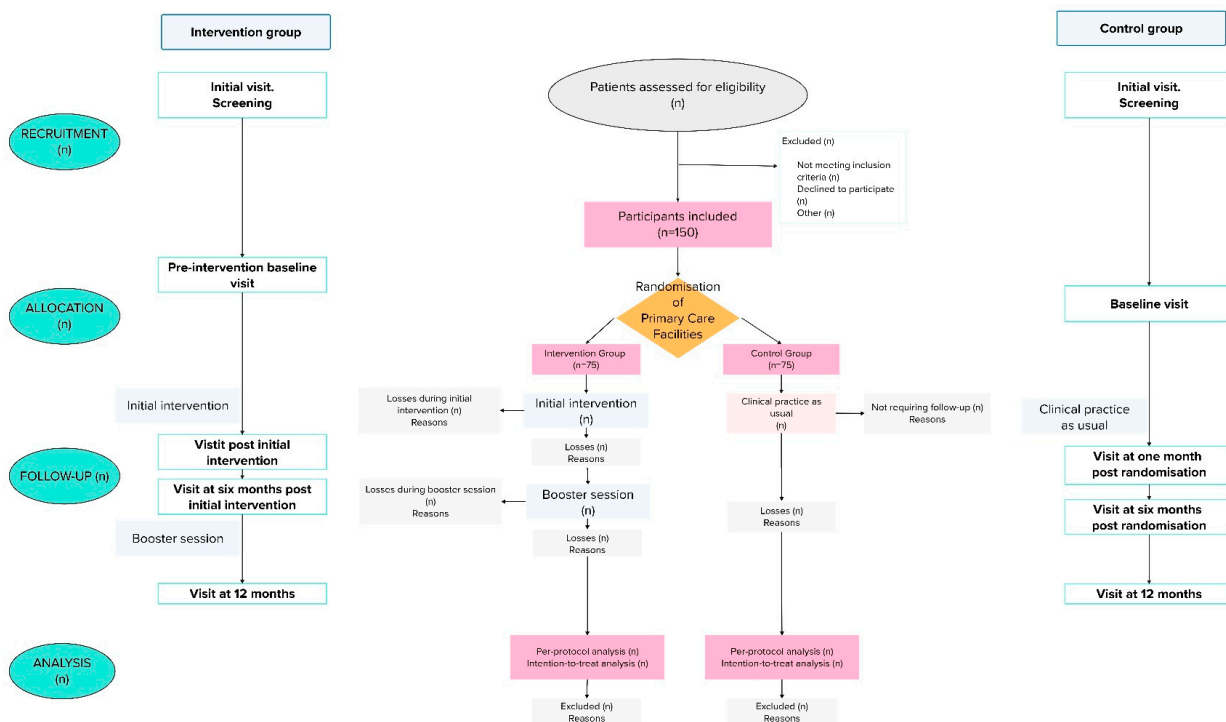 Intervention group
Control group
Initial visit.
Screening
Patients assessed for eligibility
(n)
Initial visit.
Screening
RECRUITMENT
(n)
Excluded (n)
Not meeting inclusion
criteria (n)
Declined to participate
(n)
Other (n)
Participants included
(n=150)
Pre-intervention baseline
visit
ALLOCATION
(n)
Randomisation
of
Primary Care
Facilities
Baseline visit
Intervention Group
(n=75)
Control Group
(n=75)
Initial intervention
Losses during initial
intervention (n)
Reasons
Initial intervention
(n)
Clinical practice as
usual
(n)
Not requiring follow-up (n)
Reasons
Clinical practice
as usual
Vistit post initial
intervention
Losses (n)
Reasons
Visit at one month
post randomisation
FOLLOW-UP (n)
Visit at six months post
initial intervention
Losses during booster session
(n)
Reasons
Booster session
(n)
Losses (n)
Reasons
Visit at six months
post randomisation
Booster session
Losses (n)
Reasons
Visit at 12 months
Visit at 12 months
ANALYSIS
(n)
Per-protocol analysis (n)
Intention-to-treat analysis (n)
Per-protocol analysis (n)
Intention-to-treat analysis (n)
Excluded (n)
Reasons
Excluded (n)
Reasons